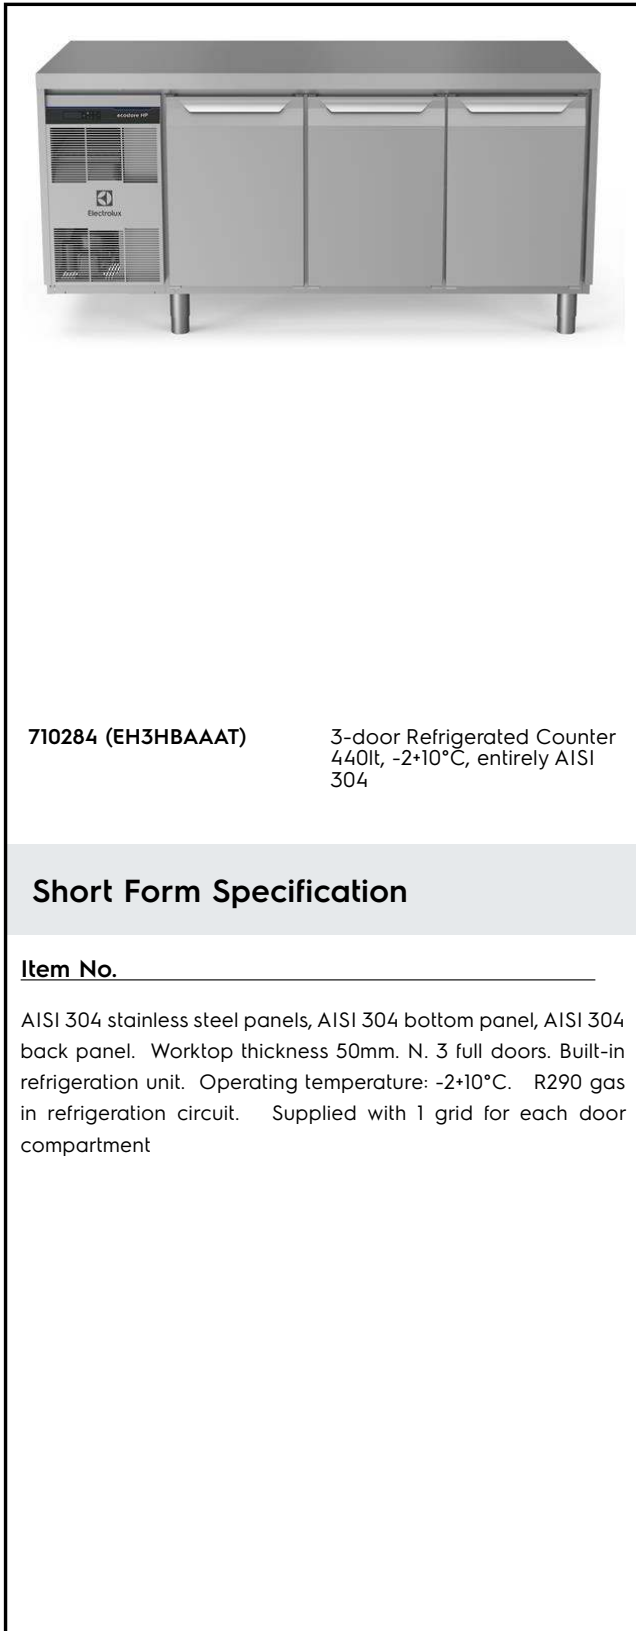 ecostore HP
Electrolux
710284 (EH3HBAAAT)
3-door Refrigerated Counter
440lt, -2+10°C, entirely AISI
304
Short Form Specification
Item No.
AISI 304 stainless steel panels, AISI 304 bottom panel, AISI 304
back panel. Worktop thickness 50mm. N. 3 full doors. Built-in
refrigeration unit. Operating temperature: -2+10°C. R290 gas
in refrigeration circuit. Supplied with 1 grid for each door
compartment